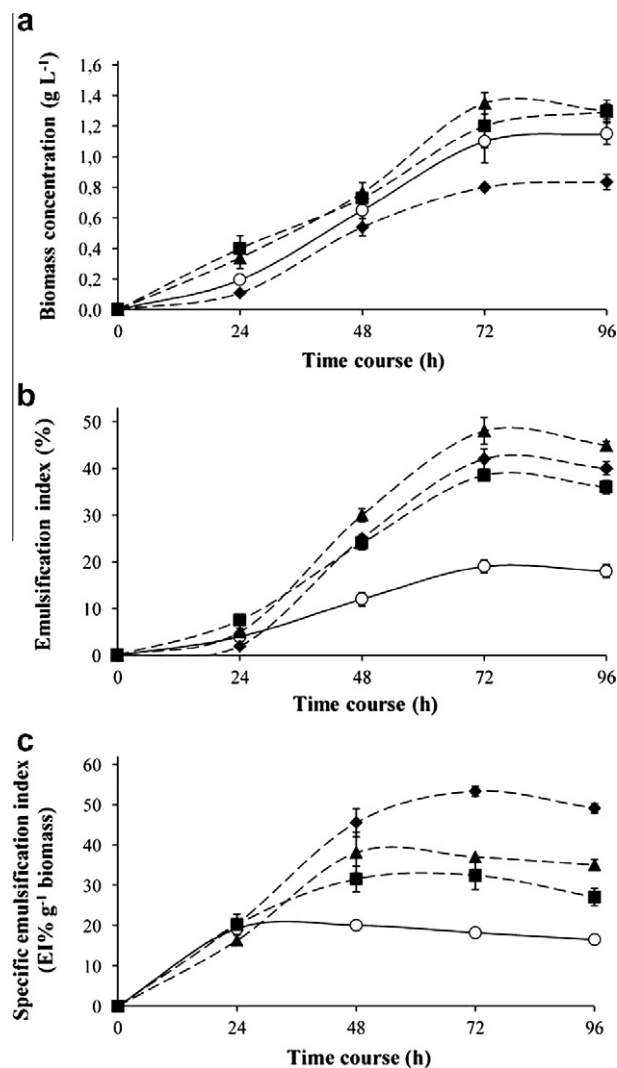 a
Biomass concentration (g L⁻¹)
1,6
1,4
1,2
1,0
0,8
0,6
0,4
0,2
0,0
0 24 48 72 96
Time course (h)
b
Emulsification index (%)
50
40
30
20
10
0
0 24 48 72 96
Time course (h)
c
Specific emulsification index
(EI% g⁻¹ biomass)
60
50
40
30
20
10
0
0 24 48 72 96
Time course (h)